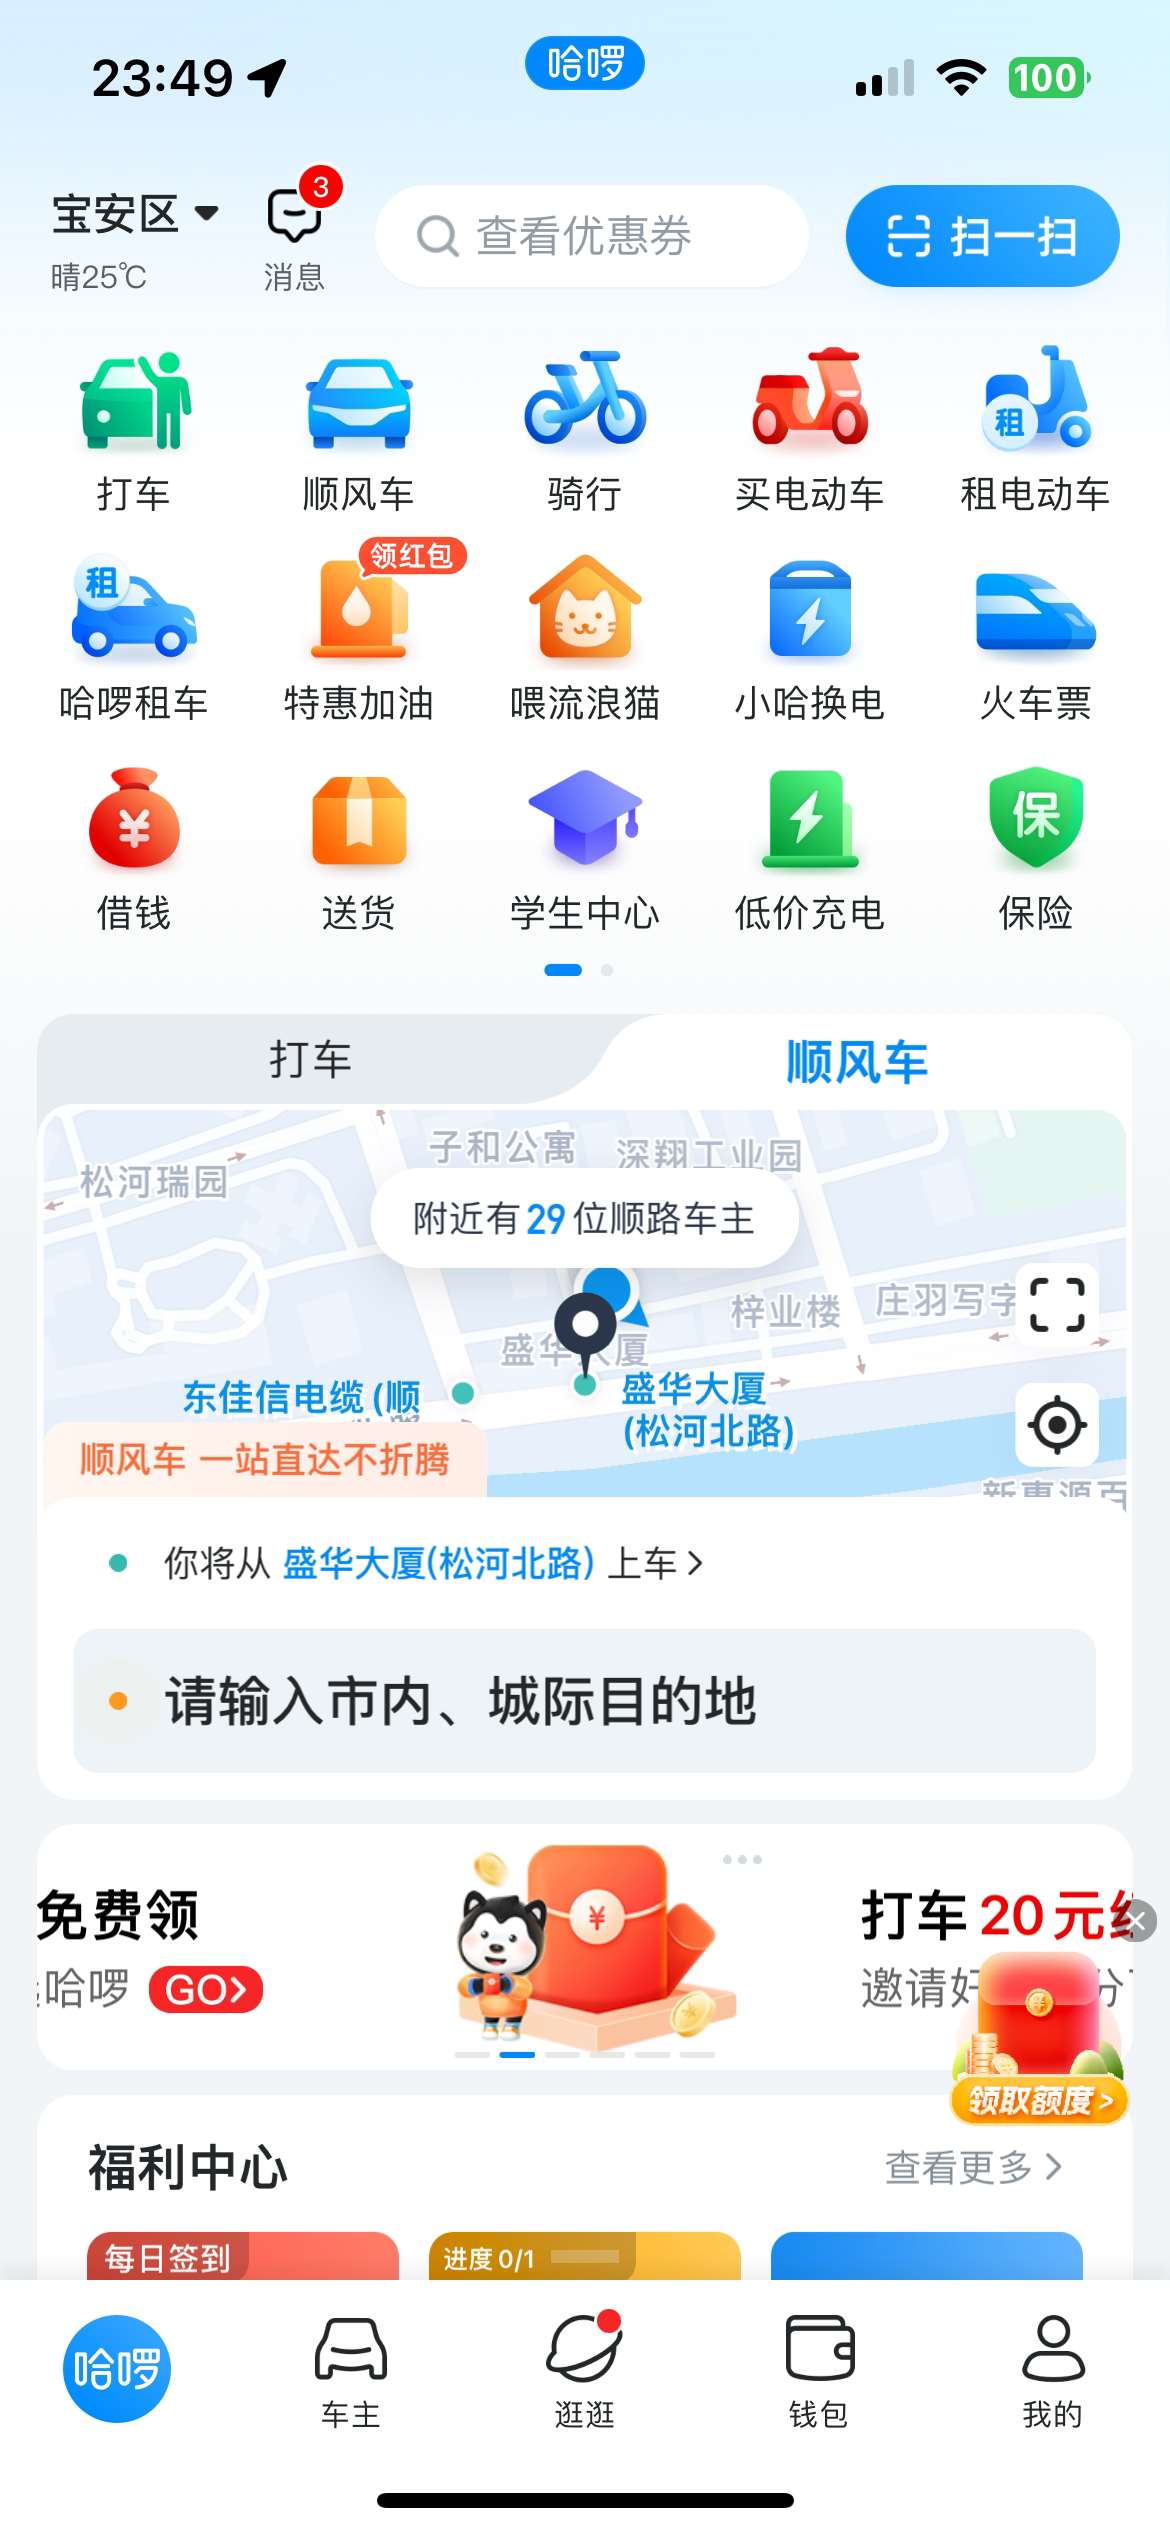 23:49
哈啰
100
宝安区
3
查看优惠券
扫一扫
晴25℃
消息
打车
顺风车
骑行
买电动车
租
租电动车
租
哈啰租车
领红包
特惠加油
喂流浪猫
小哈换电
火车票
¥
借钱
送货
学生中心
低价充电
保
保险
打车
顺风车
子和公寓
深翔工业园
松河瑞园
附近有29位顺路车主
梓业楼
庄羽写字
盛华大厦
东佳信电缆(顺
盛华大厦
(松河北路)
顺风车 一站直达不折腾
新惠源百
你将从 盛华大厦(松河北路) 上车
请输入市内、城际目的地
免费领
哈啰 GO
¥
打车20元红
邀请好
分
领取额度>
福利中心
查看更多
每日签到
进度0/1
哈啰
车主
逛逛
钱包
我的